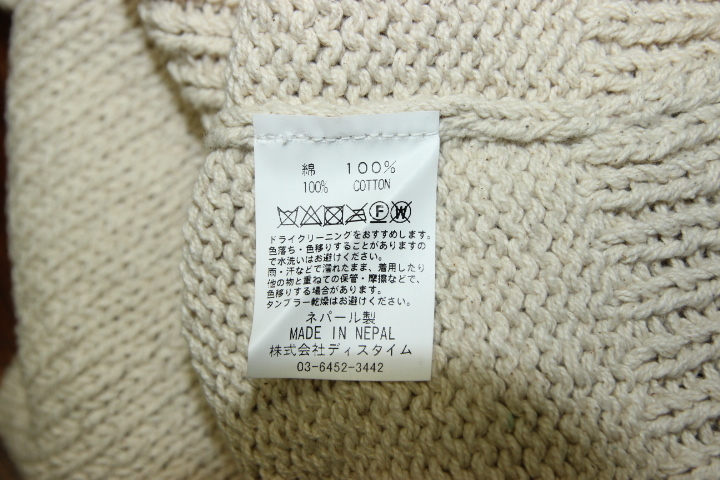 綿 100%
100% COTTON
F W
ドライクリーニングをおすすめします。
色落ち・色移りすることがありますの
で水洗いはお避けください。
雨・汗などで濡れたまま、着用したり
他の物と重ねての保管・摩擦などで、
色移りする場合があります。
タンブラー乾燥はお避けください。
ネパール製
MADE IN NEPAL
株式会社ディスタイム
03-6452-3442